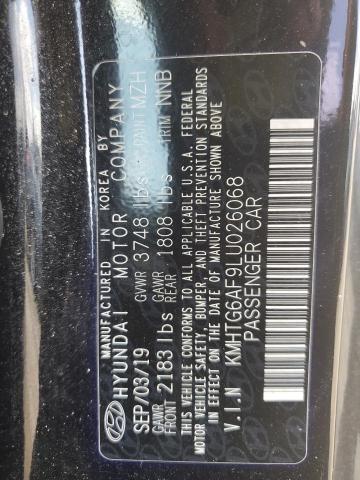 MANUFACTURED IN KOREA BY
HYUNDAI MOTOR COMPANY
SEP/03/19 GVWR 3748 lbs PAINT MZH
GAWR FRONT 2183 lbs GAWR REAR 1808 lbs TRIM NNB
THIS VEHICLE CONFORMS TO ALL APPLICABLE U.S.A. FEDERAL
MOTOR VEHICLE SAFETY, BUMPER, AND THEFT PREVENTION STANDARDS
IN EFFECT ON THE DATE OF MANUFACTURE SHOWN ABOVE
V.I.N KMHTG6AF9LU026068
PASSENGER CAR